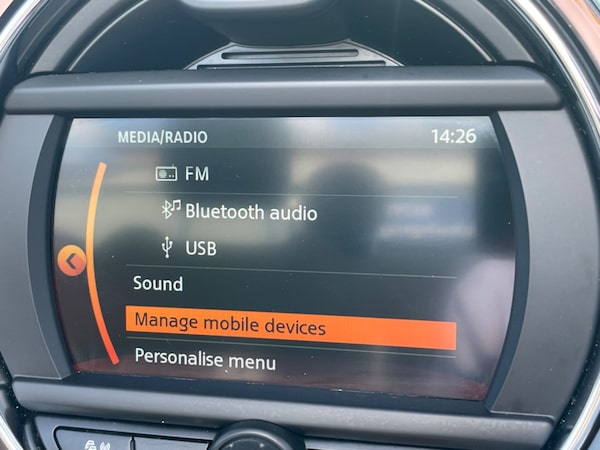 MEDIA/RADIO 14:26
FM
Bluetooth audio
USB
Sound
Manage mobile devices
Personalise menu